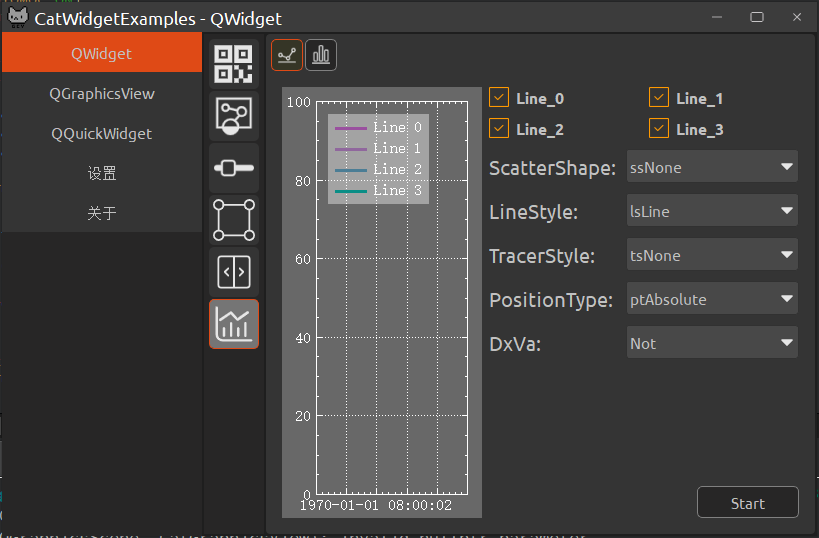 CatWidgetExamples - QWidget
QWidget
QGraphicsView
QQuickWidget
设置
关于
100
80
60
40
20
0
1970-01-01 08:00:02
Line 0
Line 1
Line 2
Line 3
Line_0
Line_1
Line_2
Line_3
ScatterShape: ssNone
LineStyle: lsLine
TracerStyle: tsNone
PositionType: ptAbsolute
DxVa: Not
Start